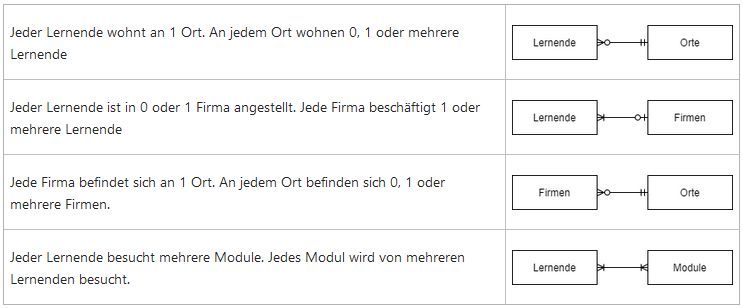 Jeder Lernende wohnt an 1 Ort. An jedem Ort wohnen 0, 1 oder mehrere
Lernende
Lernende
Orte
Jeder Lernende ist in 0 oder 1 Firma angestellt. Jede Firma beschäftigt 1 oder
mehrere Lernende
Lernende
Firmen
Jede Firma befindet sich an 1 Ort. An jedem Ort befinden sich 0, 1 oder
mehrere Firmen.
Firmen
Orte
Jeder Lernende besucht mehrere Module. Jedes Modul wird von mehreren
Lernenden besucht.
Lernende
Module